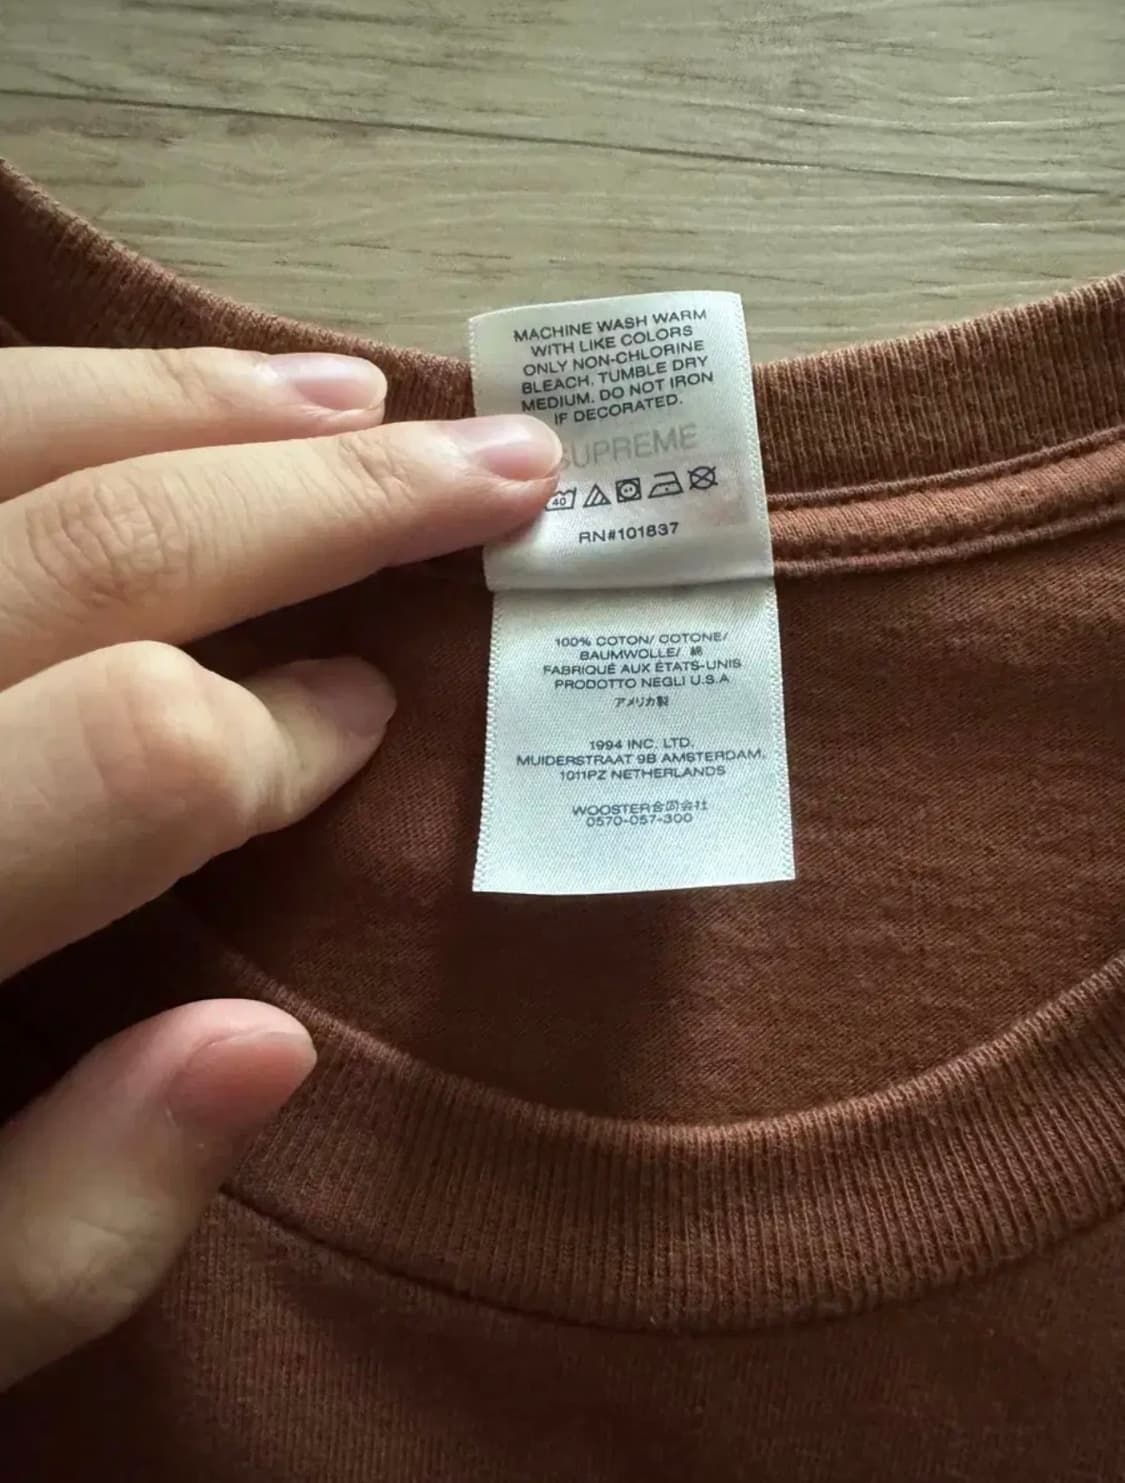 MACHINE WASH WARM
WITH LIKE COLORS
ONLY NON-CHLORINE
BLEACH. TUMBLE DRY
MEDIUM. DO NOT IRON
IF DECORATED.
SUPREME
40
RN#101837
100% COTON/ COTONE/
BAUMWOLLE/ 綿
FABRIQUÉ AUX ÉTATS-UNIS
PRODOTTO NEGLI U.S.A
アメリカ製
1994 INC. LTD.
MUIDERSTRAAT 9B AMSTERDAM,
1011PZ NETHERLANDS
WOOSTER合同会社
0570-057-300